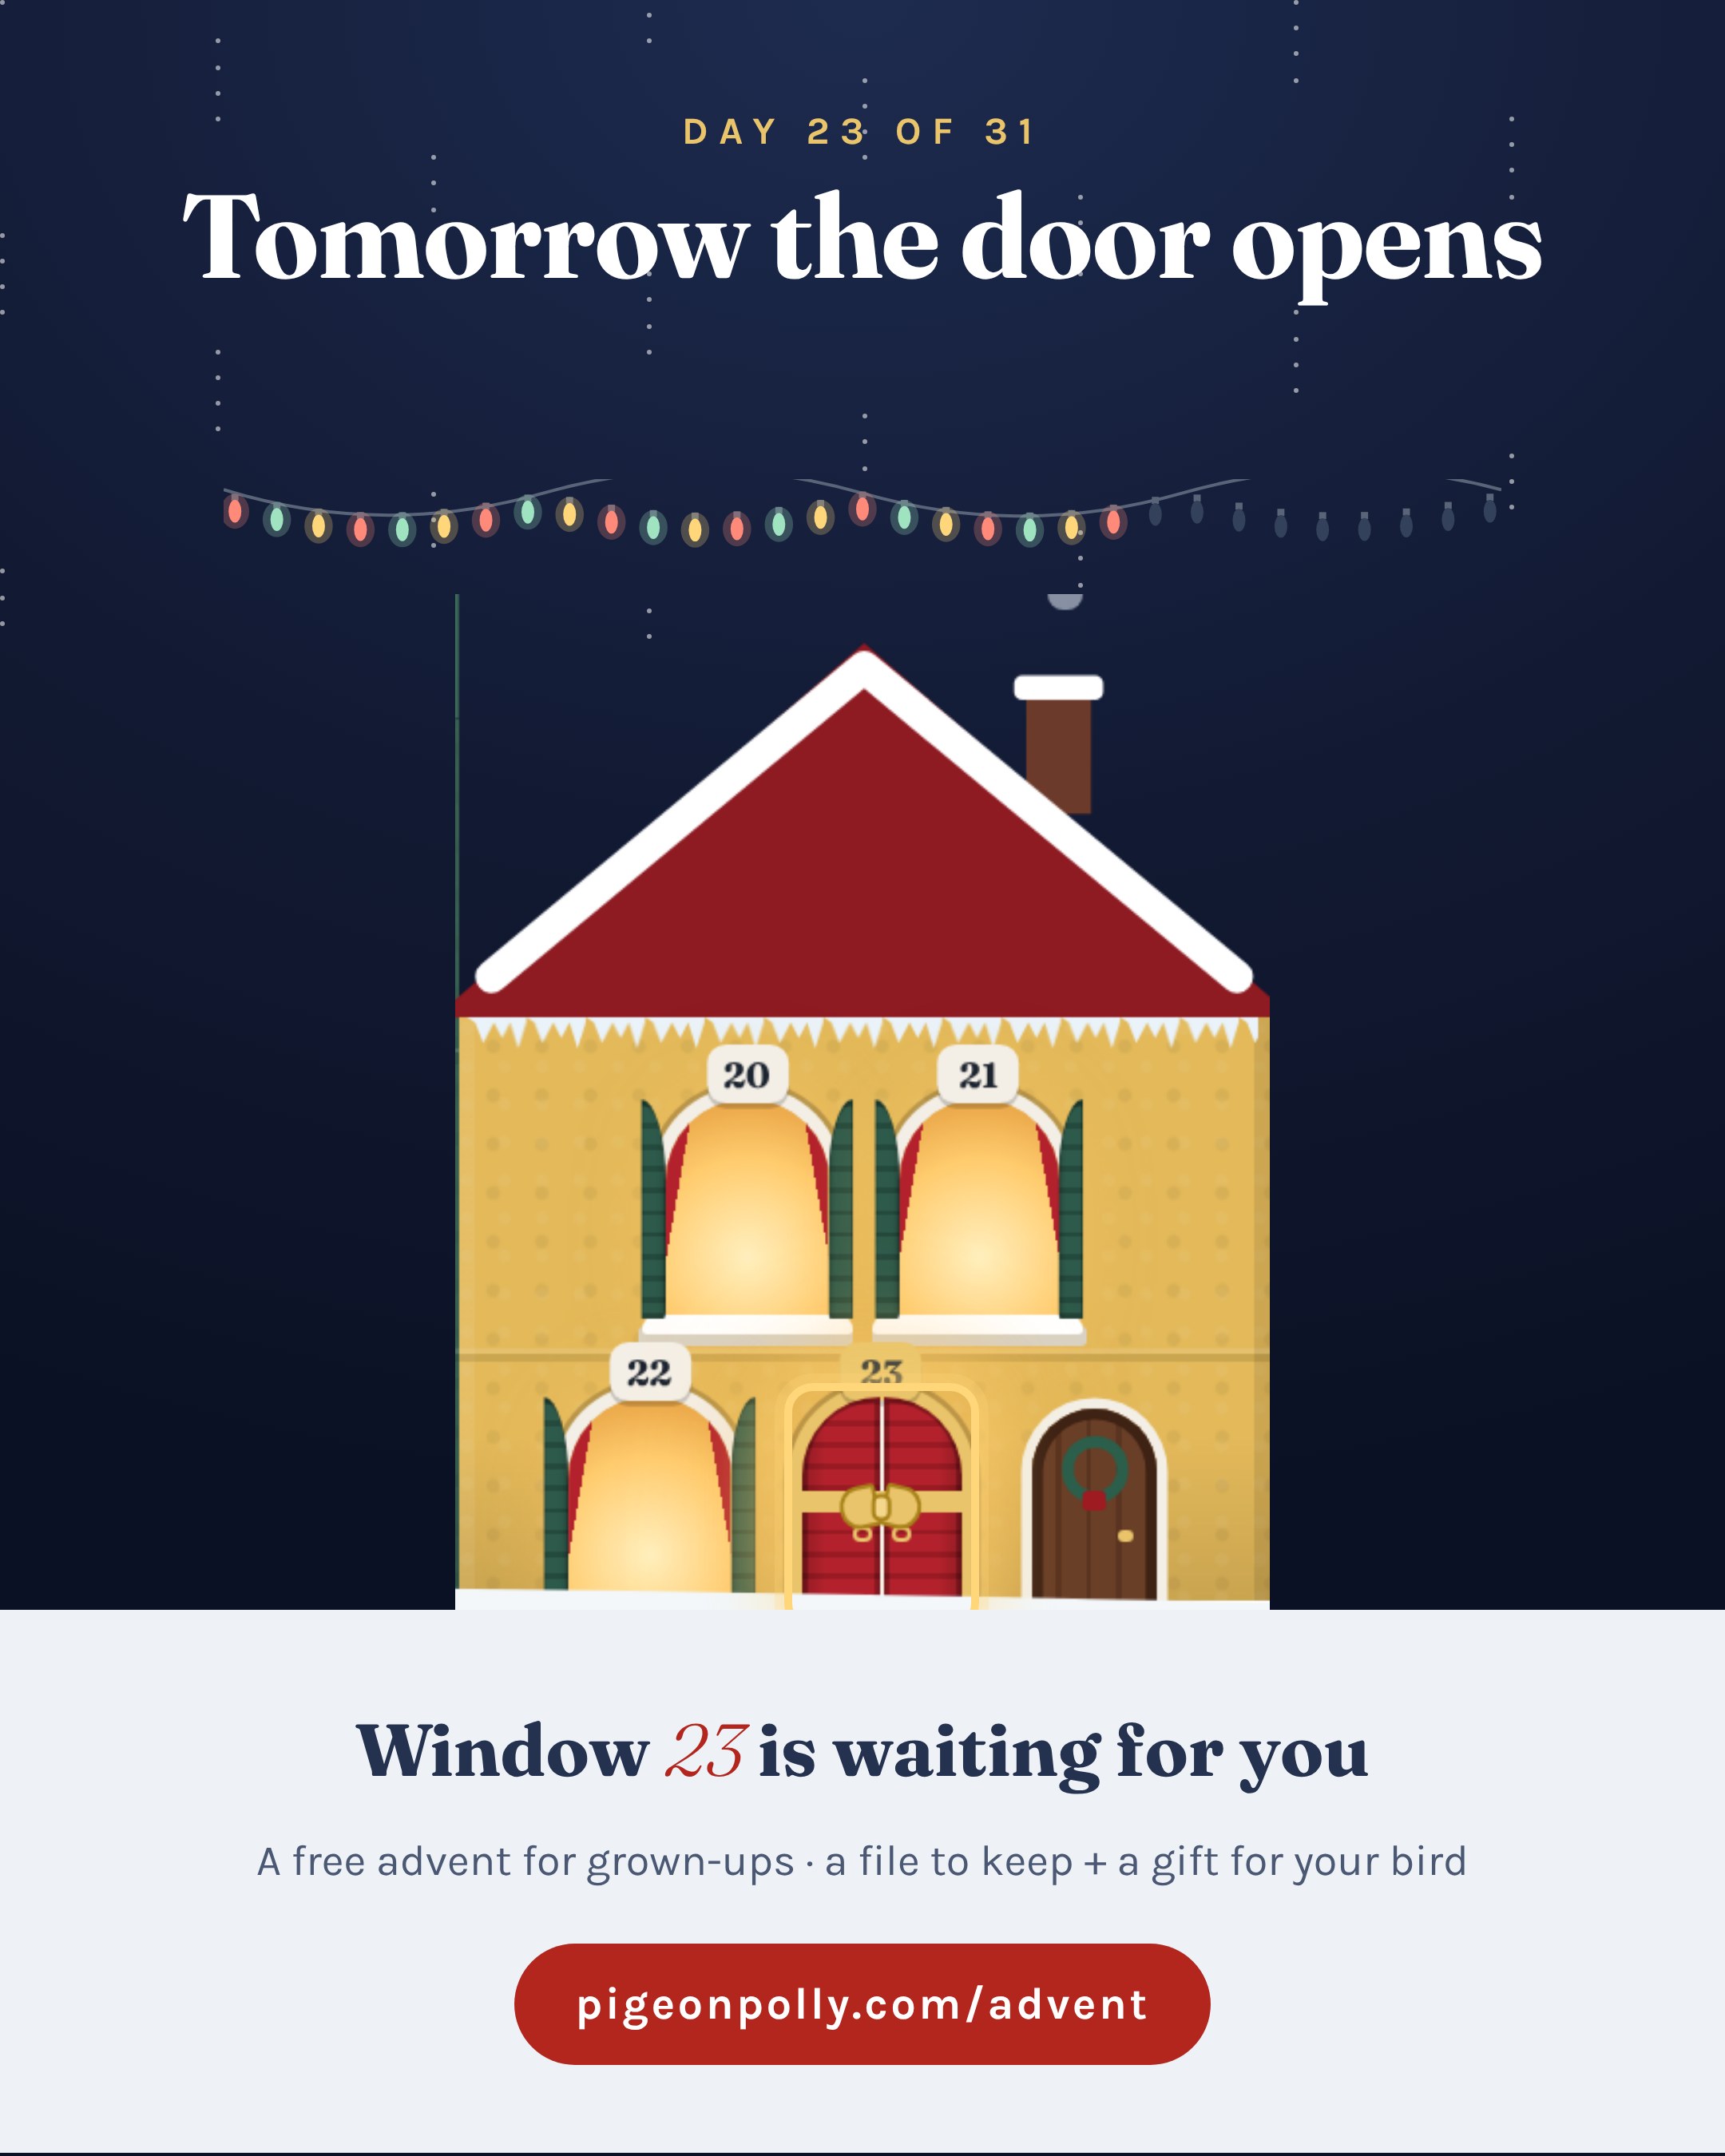 DAY 23 OF 31
Tomorrow the door opens
20
21
22
23
Window 23 is waiting for you
A free advent for grown-ups · a file to keep + a gift for your bird
pigeonpolly.com/advent